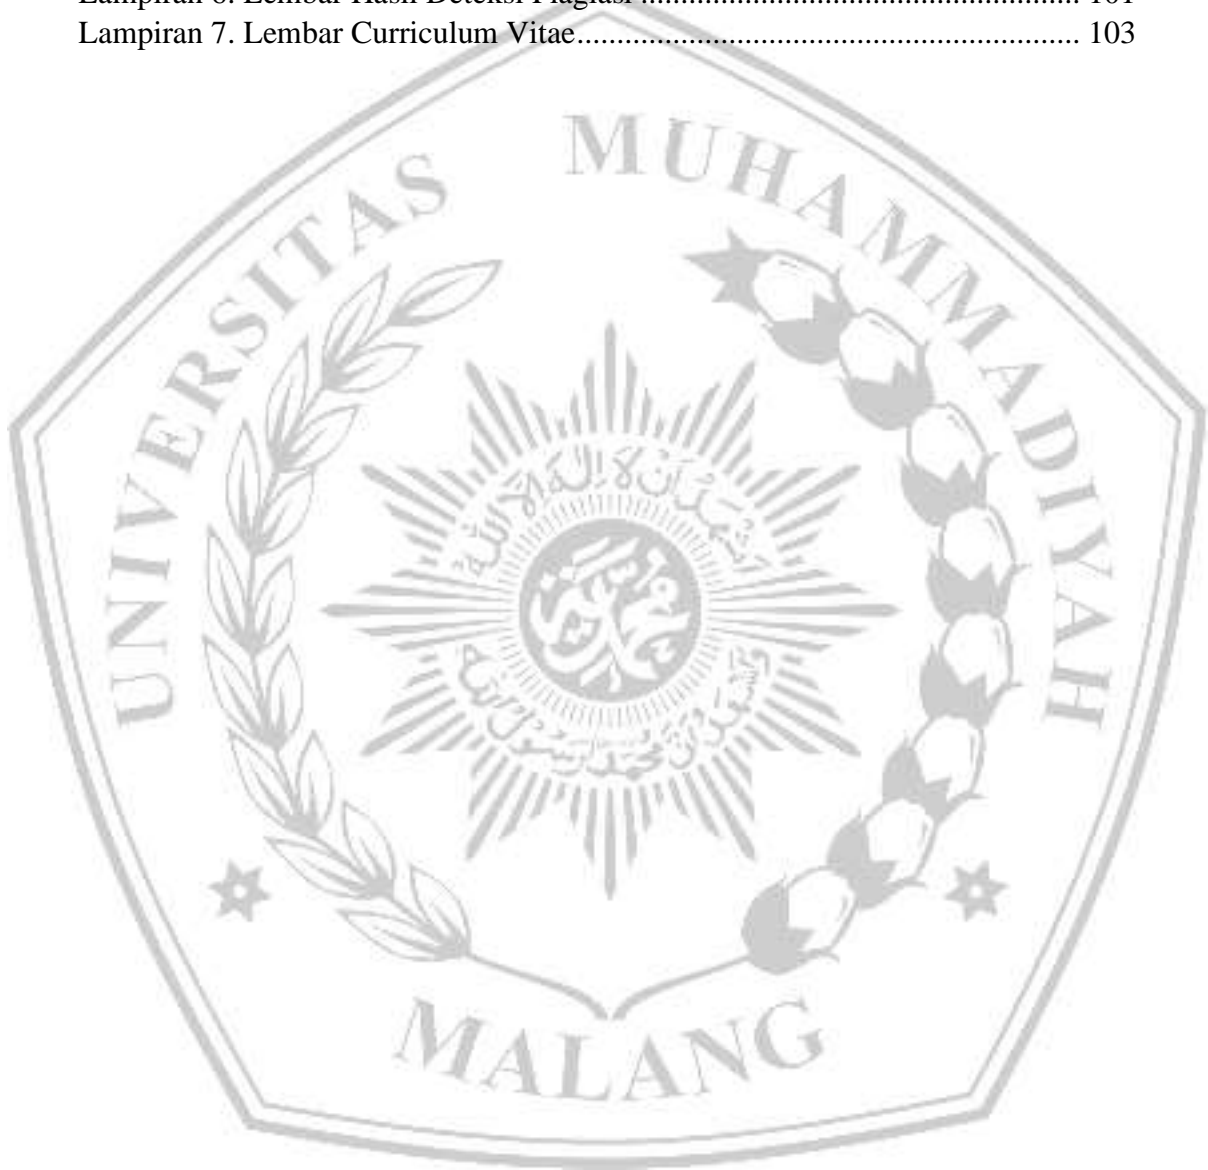 Lampiran 6. Lembar Hasil Deteksi Plagiasi ........................................................ 101
Lampiran 7. Lembar Curriculum Vitae................................................................ 103
UNIVERSITAS MUHAMMADIYAH
MALANG